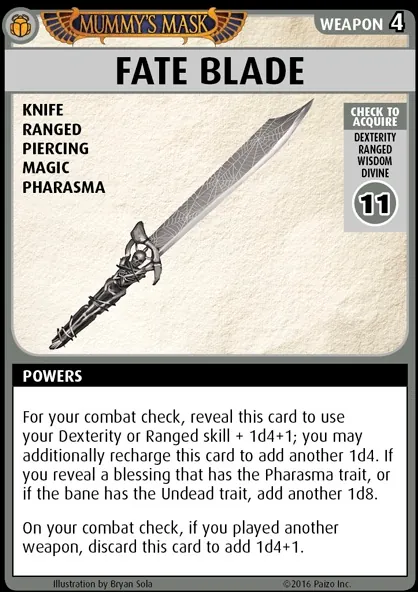 MUMMY'S MASK
WEAPON 4
FATE BLADE
KNIFE
RANGED
PIERCING
MAGIC
PHARASMA
CHECK TO
ACQUIRE
DEXTERITY
RANGED
WISDOM
DIVINE
11
POWERS
For your combat check, reveal this card to use
your Dexterity or Ranged skill + 1d4+1; you may
additionally recharge this card to add another 1d4. If
you reveal a blessing that has the Pharasma trait, or
if the bane has the Undead trait, add another 1d8.
On your combat check, if you played another
weapon, discard this card to add 1d4+1.
Illustration by Bryan Sola
©2016 Paizo Inc.